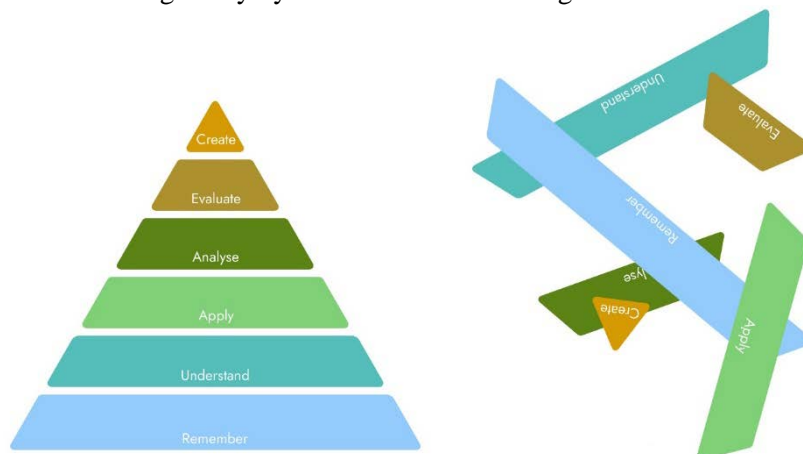 Create
Evaluate
Analyse
Apply
Understand
Remember
Understand
Evaluate
Remember
lyse
Create
Apply